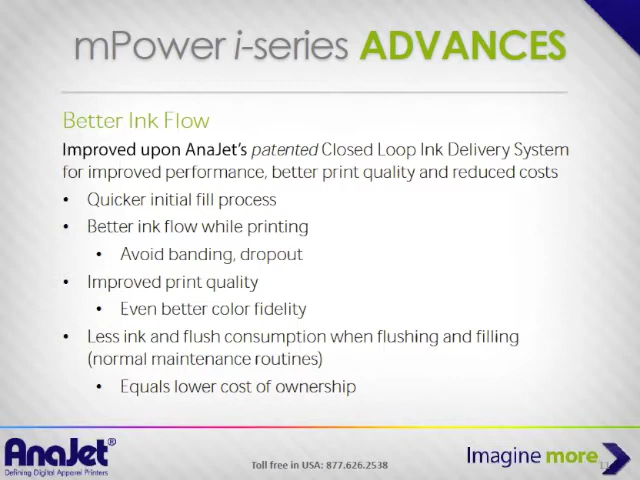 mPower i-series ADVANCES
Better Ink Flow
Improved upon AnaJet's patented Closed Loop Ink Delivery System
for improved performance, better print quality and reduced costs
• Quicker initial fill process
• Better ink flow while printing
• Avoid banding, dropout
• Improved print quality
• Even better color fidelity
• Less ink and flush consumption when flushing and filling
(normal maintenance routines)
• Equals lower cost of ownership
AnaJet®
Defining Digital Apparel Printers
Toll free in USA: 877.626.2538
Imagine more
11